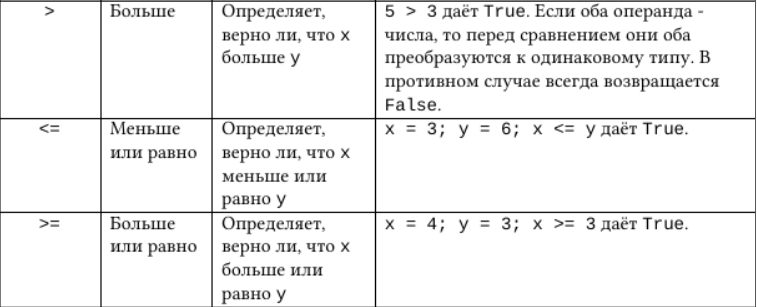 > Больше Определяет, 5 > 3 даёт True. Если оба операнда -
верно ли, что x числа, то перед сравнением они оба
больше y преобразуются к одинаковому типу. В
противном случае всегда возвращается
False.
<= Меньше Определяет, x = 3; y = 6; x <= y даёт True.
или равно верно ли, что x
меньше или
равно y
>= Больше Определяет, x = 4; y = 3; x >= 3 даёт True.
или равно верно ли, что x
больше или
равно y